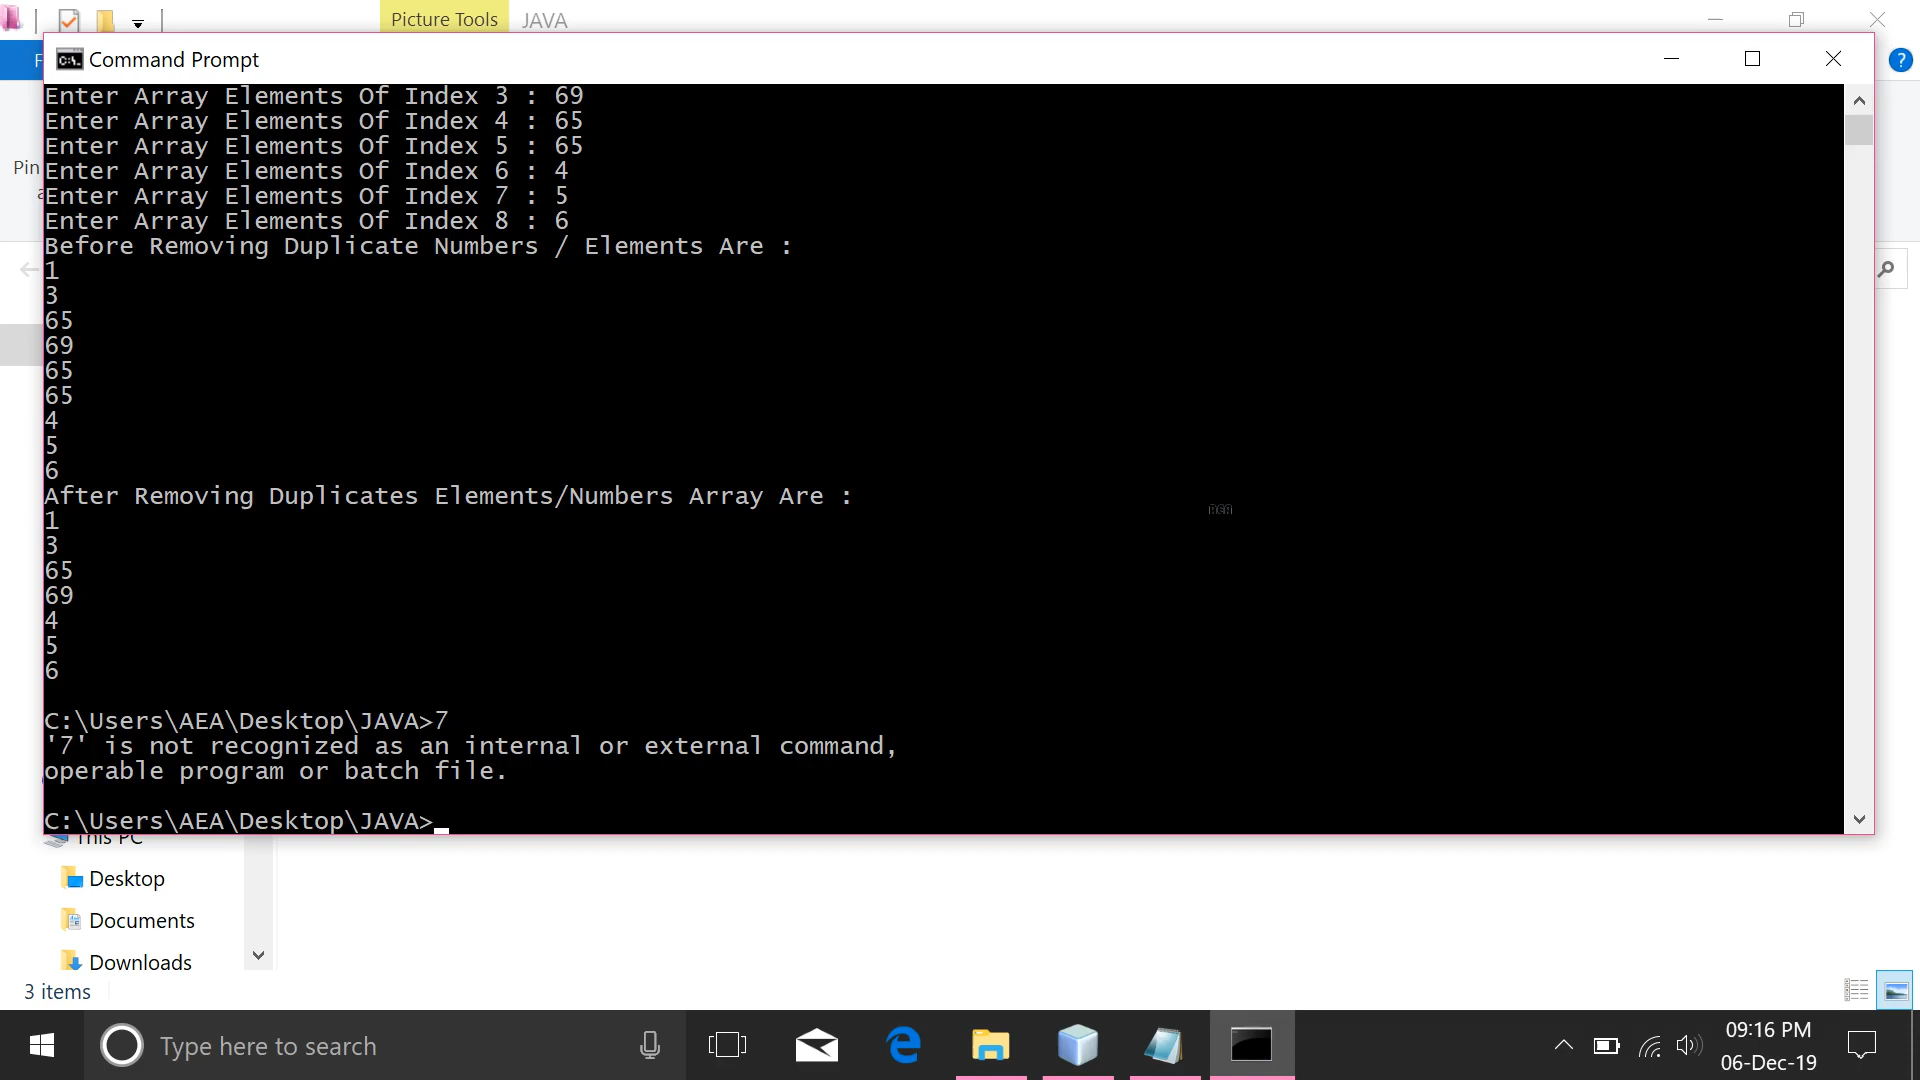 Picture Tools JAVA
F
Command Prompt
?
Pin
a
Enter Array Elements Of Index 3 : 69
Enter Array Elements Of Index 4 : 65
Enter Array Elements Of Index 5 : 65
Enter Array Elements Of Index 6 : 4
Enter Array Elements Of Index 7 : 5
Enter Array Elements Of Index 8 : 6
Before Removing Duplicate Numbers / Elements Are :
1
3
65
69
65
65
4
5
6
After Removing Duplicates Elements/Numbers Array Are :
1
3
65
69
4
5
6
AEA
C:\Users\AEA\Desktop\JAVA>7
'7' is not recognized as an internal or external command,
operable program or batch file.
C:\Users\AEA\Desktop\JAVA>
This PC
Desktop
Documents
Downloads
3 items
Type here to search
09:16 PM
06-Dec-19